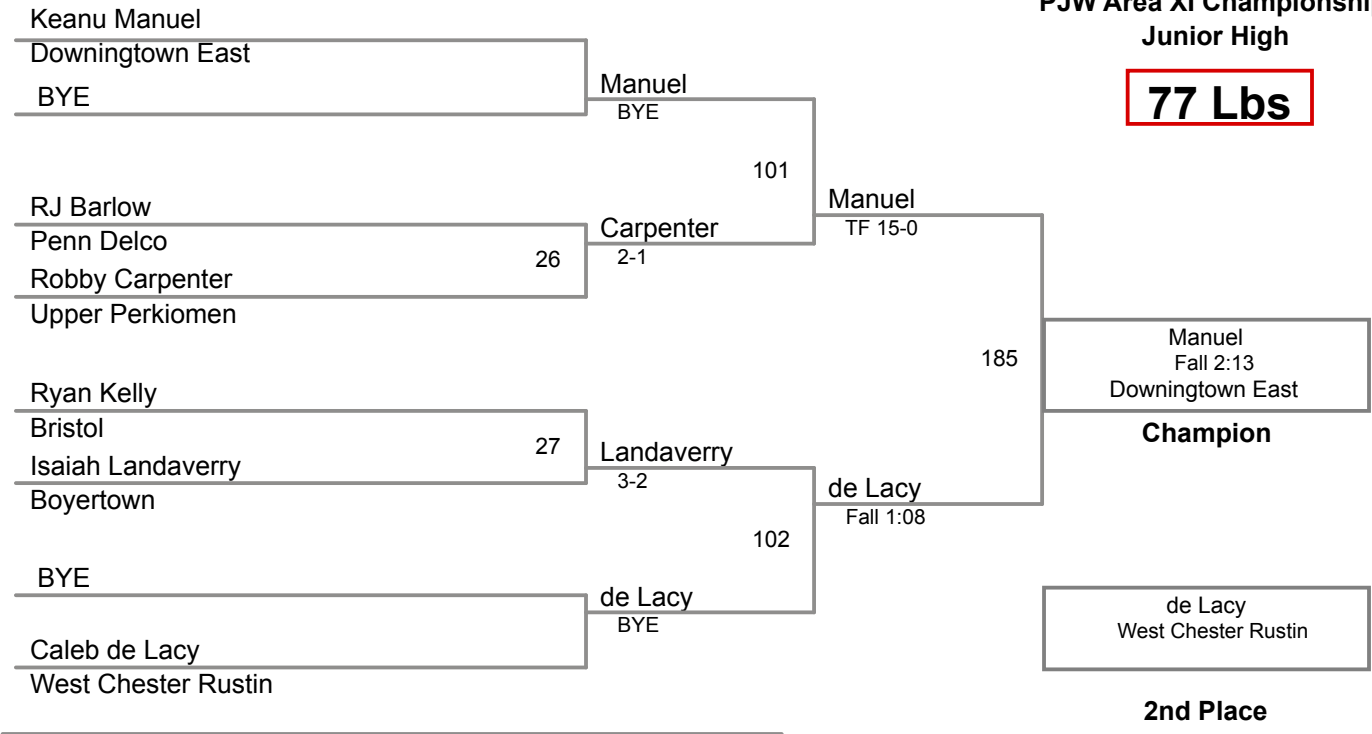 PJW Area XI Championshi
Junior High
77 Lbs
Keanu Manuel
Downingtown East
BYE
Manuel
BYE
101
RJ Barlow
Penn Delco
26
Robby Carpenter
Upper Perkiomen
Carpenter
2-1
Manuel
TF 15-0
185
Ryan Kelly
Bristol
27
Isaiah Landaverry
Boyertown
Landaverry
3-2
102
de Lacy
Fall 1:08
BYE
Caleb de Lacy
West Chester Rustin
de Lacy
BYE
Manuel
Fall 2:13
Downingtown East
Champion
de Lacy
West Chester Rustin
2nd Place